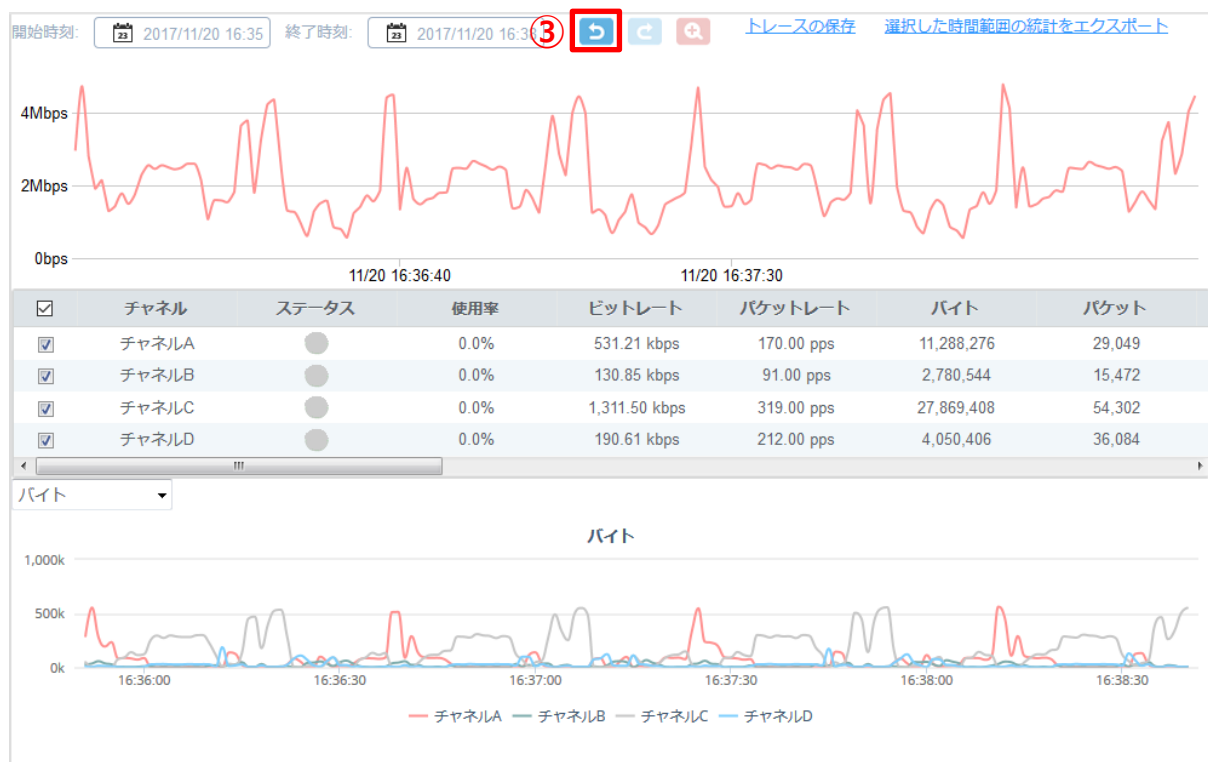 開始時刻: 23 2017/11/20 16:35 終了時刻: 23 2017/11/20 16:38 ③ トレースの保存 選択した時間範囲の統計をエクスポート
4Mbps
2Mbps
0bps
11/20 16:36:40 11/20 16:37:30
チャネル ステータス 使用率 ビットレート パケットレート バイト パケット
チャネルA 0.0% 531.21 kbps 170.00 pps 11,288,276 29,049
チャネルB 0.0% 130.85 kbps 91.00 pps 2,780,544 15,472
チャネルC 0.0% 1,311.50 kbps 319.00 pps 27,869,408 54,302
チャネルD 0.0% 190.61 kbps 212.00 pps 4,050,406 36,084
バイト
バイト
1,000k
500k
0k
16:36:00 16:36:30 16:37:00 16:37:30 16:38:00 16:38:30
チャネルA チャネルB チャネルC チャネルD